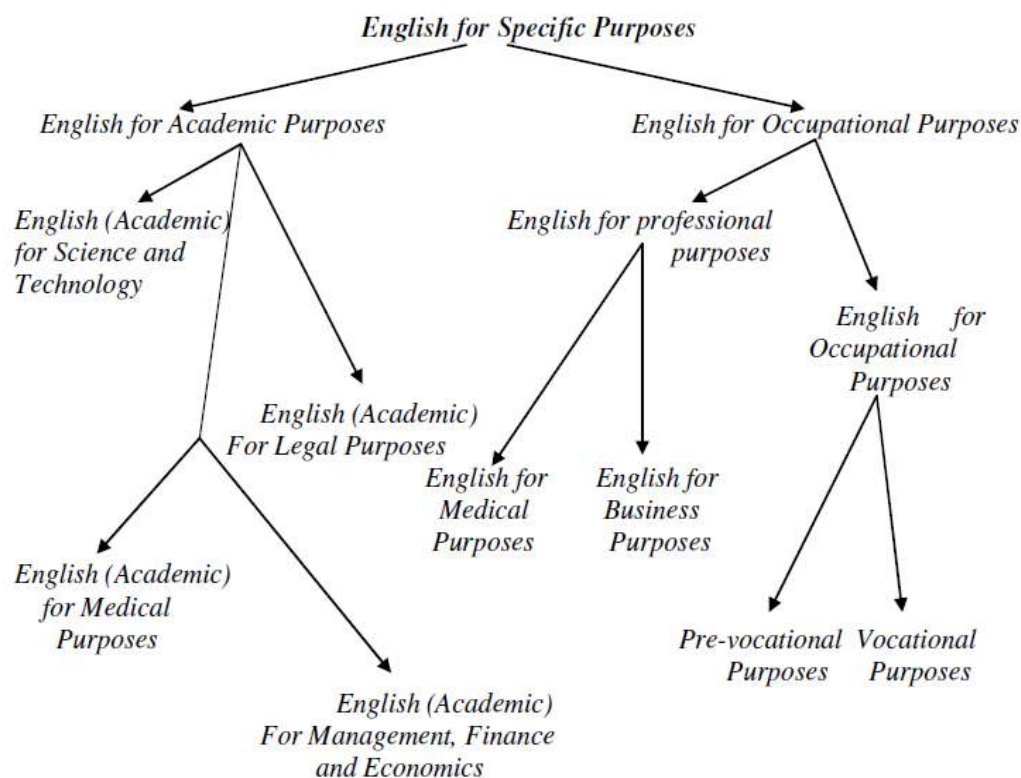 English for Specific Purposes
English for Academic Purposes
English for Occupational Purposes
English (Academic)
for Science and
Technology
English for professional
purposes
English for
Occupational
Purposes
English (Academic)
For Legal Purposes
English for
Medical
Purposes
English for
Business
Purposes
English (Academic)
for Medical
Purposes
Pre-vocational
Purposes
Vocational
Purposes
English (Academic)
For Management, Finance
and Economics